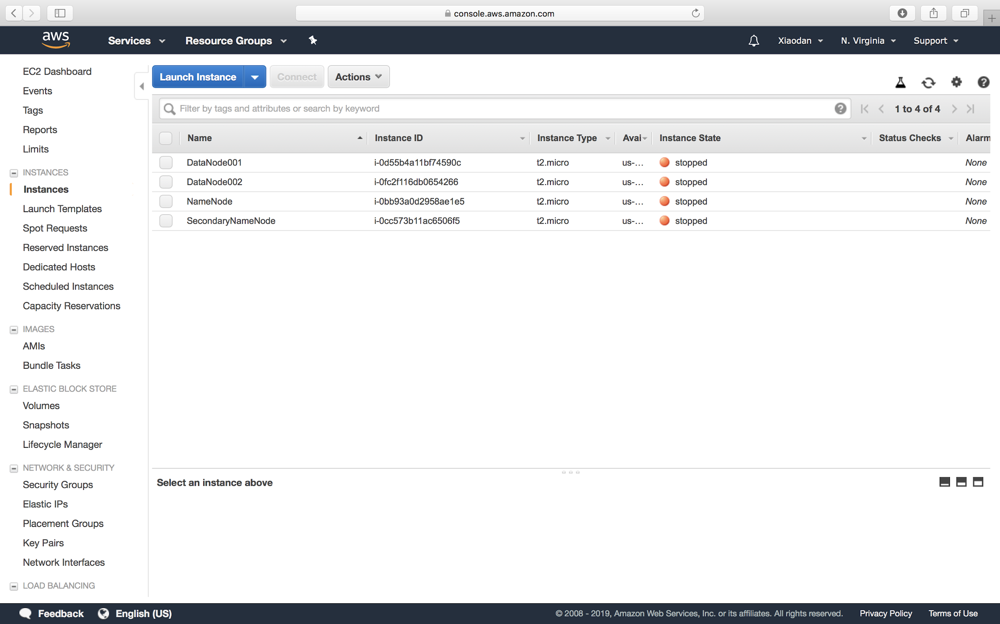 console.aws.amazon.com
aws Services Resource Groups Xiaodan N. Virginia Support
EC2 Dashboard
Events
Tags
Reports
Limits
INSTANCES
Instances
Launch Templates
Spot Requests
Reserved Instances
Dedicated Hosts
Scheduled Instances
Capacity Reservations
IMAGES
AMIs
Bundle Tasks
ELASTIC BLOCK STORE
Volumes
Snapshots
Lifecycle Manager
NETWORK & SECURITY
Security Groups
Elastic IPs
Placement Groups
Key Pairs
Network Interfaces
LOAD BALANCING
Launch Instance Connect Actions
Filter by tags and attributes or search by keyword 1 to 4 of 4
Name Instance ID Instance Type Avai Instance State Status Checks Alarm
DataNode001 i-0d55b4a11bf74590c t2.micro us-... stopped None
DataNode002 i-0fc2f116db0654266 t2.micro us-... stopped None
NameNode i-0bb93a0d2958ae1e5 t2.micro us-... stopped None
SecondaryNameNode i-0cc573b11ac6506f5 t2.micro us-... stopped None
Select an instance above
Feedback English (US) © 2008 - 2019, Amazon Web Services, Inc. or its affiliates. All rights reserved. Privacy Policy Terms of Use